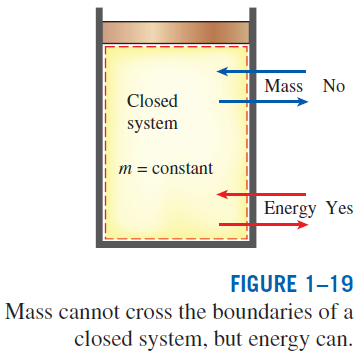 Mass No
Closed
system
m = constant
Energy Yes
FIGURE 1–19
Mass cannot cross the boundaries of a
closed system, but energy can.